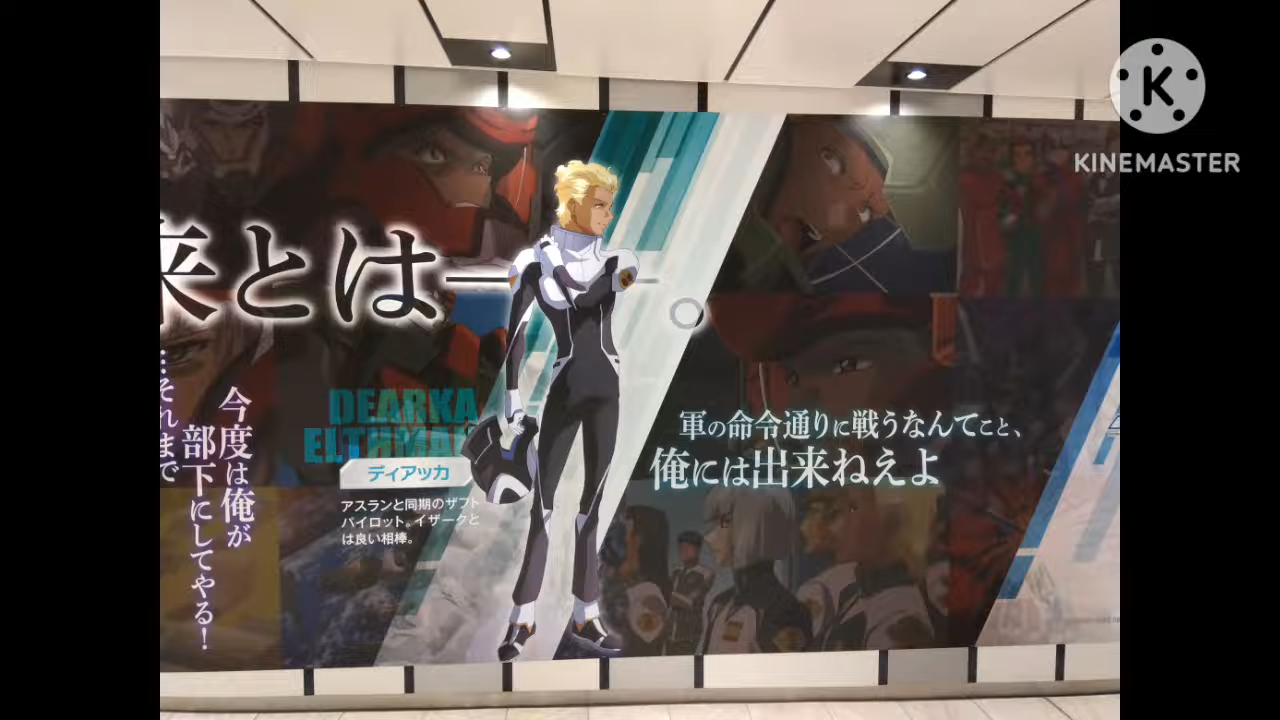 来とは―
…それまで
今度は俺が
部下にしてやる！
DEARKA
ELTHMAN
ディアッカ
アスランと同期のザフト
パイロット。イザークと
は良い相棒。
軍の命令通りに戦うなんてこと、
俺には出来ねえよ
K
KINEMASTER